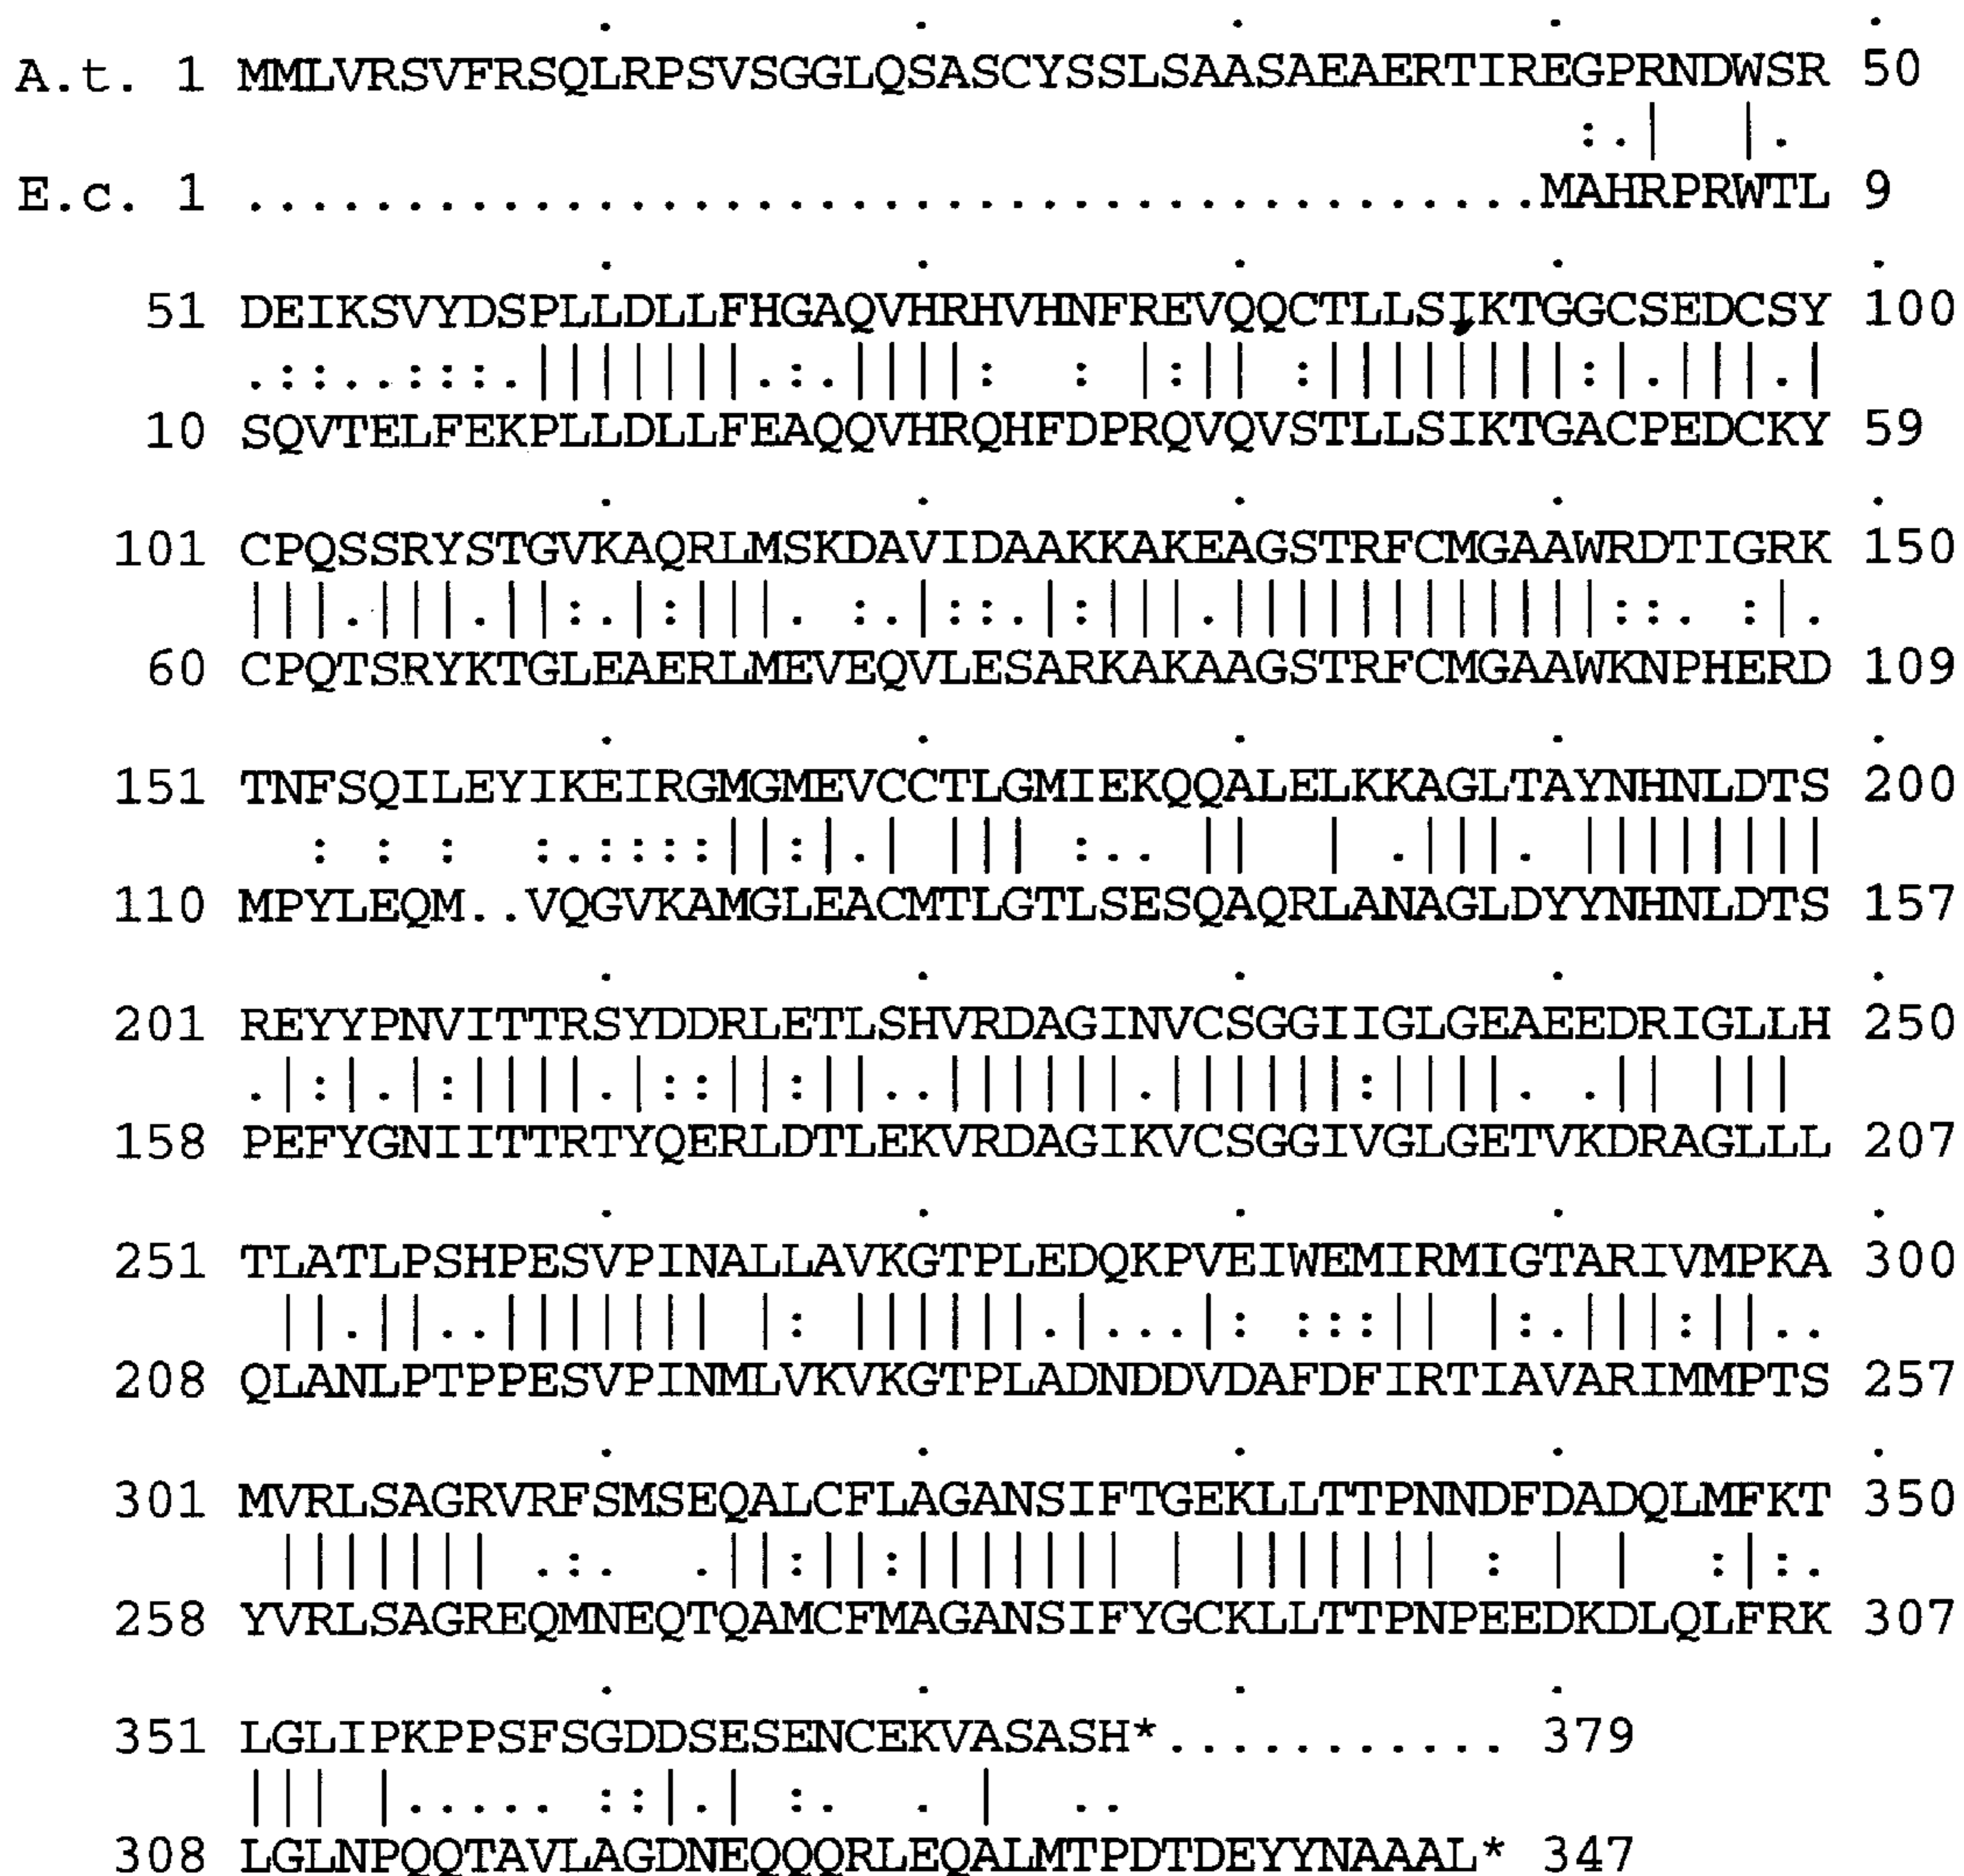 A.t. 1 MMLVRSVFRSQLRPSVSGGLQSASCYSSLSAASAEAERTIREGPRNDWSR 50
:.| |.
E.c. 1 .........................................MAHRPRWTL 9
51 DEIKSVYDSPLLDLLFHGAQVHRHVHNFREVQQCTLLSIKTGGCSEDCSY 100
.::..:::.|||||||.:.||||: : |:|| :||||||||:|.|||.|
10 SQVTELFEKPLLDLLFEAQQVHRQHFDPRQVQVSTLLSIKTGACPEDCKY 59
101 CPQSSRYSTGVKAQRLMSKDAVIDAAKKAKEAGSTRFCMGAAWRDTIGRK 150
|||.|||.||:.|:|||. :.|::.|:|||.||||||||||||::. :|.
60 CPQTSRYKTGLEAERLMEVEQVLESARKAKAAGSTRFCMGAAWKNPHERD 109
151 TNFSQILEYIKEIRGMGMEVCCTLGMIEKQQALELKKAGLTAYNHNLDTS 200
: : : :.::::||:|.| ||| :.. || | .|||. ||||||||
110 MPYLEQM..VQGVKAMGLEACMTLGTLSESQAQRLANAGLDYYNHNLDTS 157
201 REYYPNVITTRSYDDRLETLSHVRDAGINVCSGGIIGLGEAEEDRIGLLH 250
.|:|.|:||||.|::||:||..||||||.||||||:||||. .|| |||
158 PEFYGNIITTRTYQERLDTLEKVRDAGIKVCSGGIVGLGETVKDRAGLLL 207
251 TLATLPSHPESVPINALLAVKGTPLEDQKPVEIWEMIRMIGTARIVMPKA 300
||.||..||||||| |: ||||||.|...|: :::|| |:.|||:||..
208 QLANLPTPPESVPINMLVKVKGTPLADNDDVDAFDFIRTIAVARIMMPTS 257
301 MVRLSAGRVRFSMSEQALCFLAGANSIFTGEKLLTTPNNDFDADQLMFKT 350
||||||| .:. .||:||:||||||| | ||||||| : | | :|:.
258 YVRLSAGREQMNEQTQAMCFMAGANSIFYGCKLLTTPNPEEDKDLQLFRK 307
351 LGLIPKPPSFSGDDSESENCEKVASASH*........... 379
||| |..... ::|.| :. . | ..
308 LGLNPQQTAVLAGDNEQQQRLEQALMTPDTDEYYNAAAL* 347